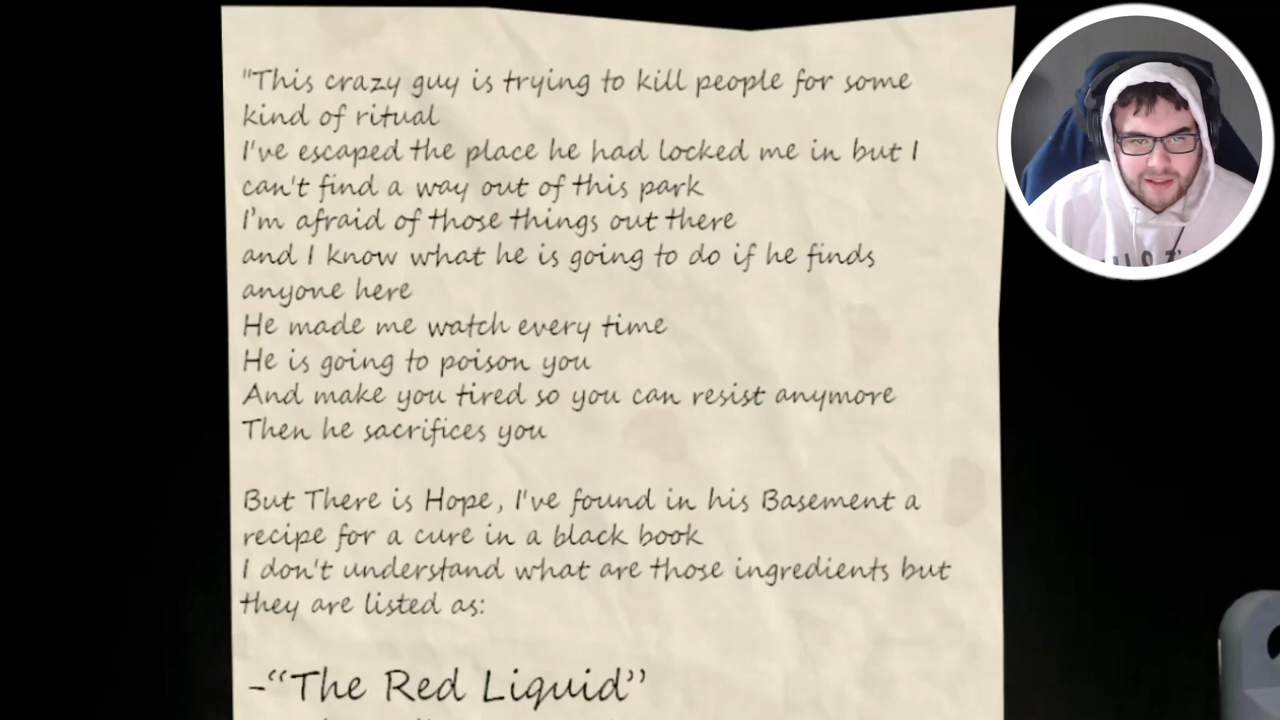 "This crazy guy is trying to kill people for some
kind of ritual
I've escaped the place he had locked me in but I
can't find a way out of this park
I'm afraid of those things out there
and I know what he is going to do if he finds
anyone here
He made me watch every time
He is going to poison you
And make you tired so you can resist anymore
Then he sacrifices you
But There is Hope, I've found in his Basement a
recipe for a cure in a black book
I don't understand what are those ingredients but
they are listed as:
-“The Red Liquid”